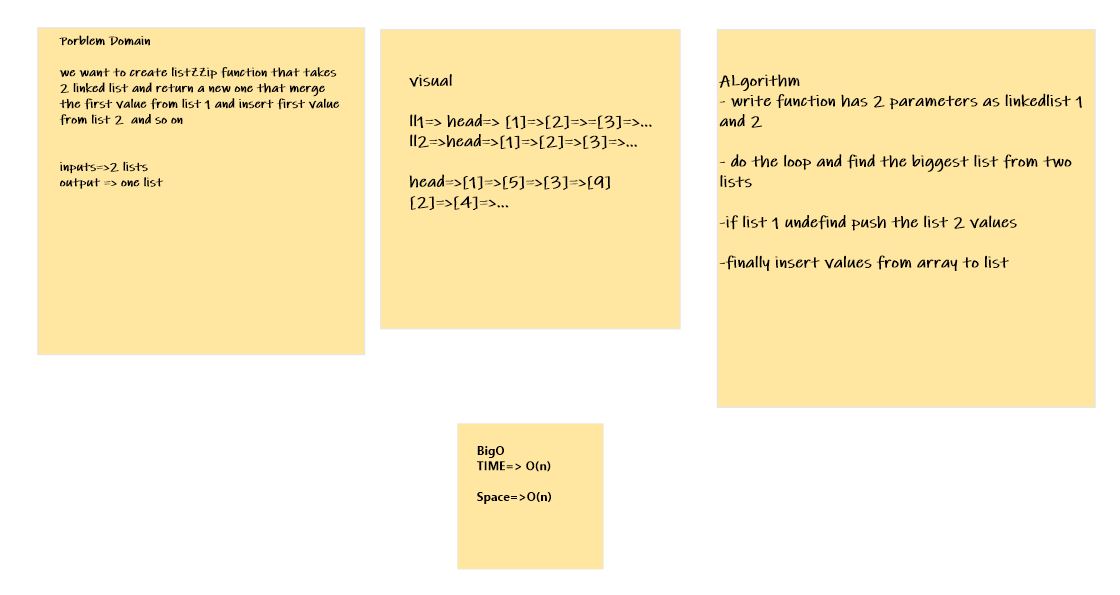 Porblem Domain
we want to create listZZip function that takes
2 linked list and return a new one that merge
the first value from list 1 and insert first value
from list 2 and so on
inputs=>2 lists
output => one list
visual
ll1=> head=> [1]=>[2]=>=[3]=>...
ll2=>head=>[1]=>[2]=>[3]=>...
head=>[1]=>[5]=>[3]=>[9]
[2]=>[4]=>...
ALgorithm
- write function has 2 parameters as linkedlist 1
and 2
- do the loop and find the biggest list from two
lists
-if list 1 undefind push the list 2 values
-finally insert values from array to list
BigO
TIME=> O(n)
Space=>O(n)